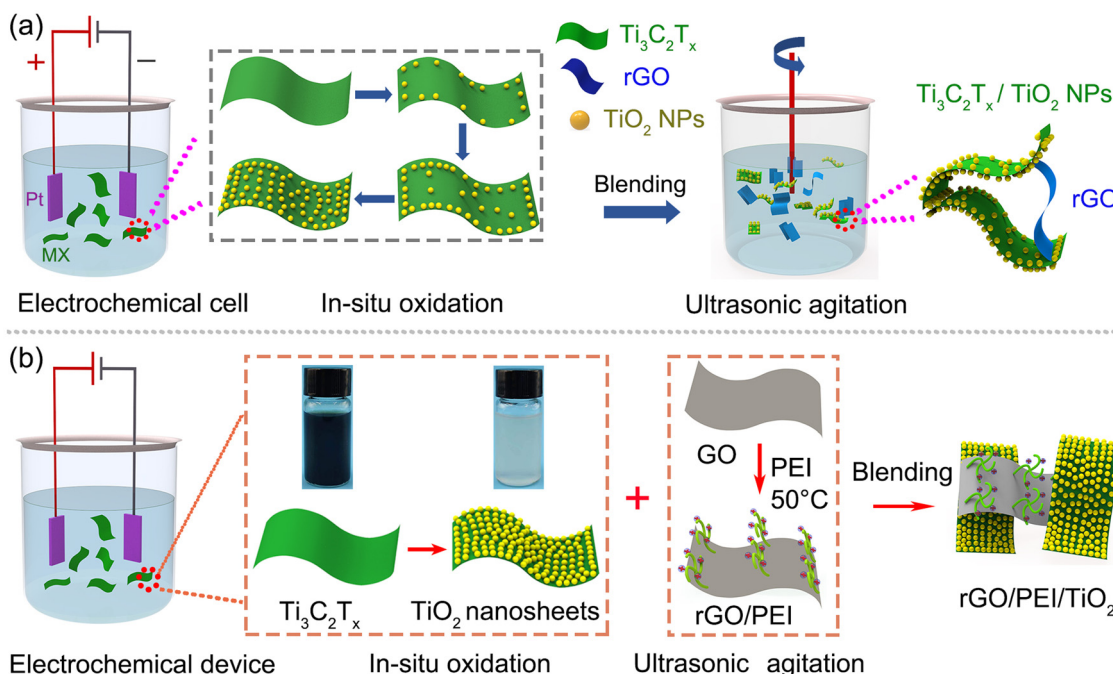 (a)
+
−
Pt
MX
Electrochemical cell
In-situ oxidation
Ti₃C₂Tₓ
rGO
TiO₂ NPs
Blending
Ultrasonic agitation
Ti₃C₂Tₓ / TiO₂ NPs
rGO
(b)
Electrochemical device
Ti₃C₂Tₓ
TiO₂ nanosheets
In-situ oxidation
+
GO
PEI
50°C
rGO/PEI
Ultrasonic agitation
Blending
rGO/PEI/TiO₂